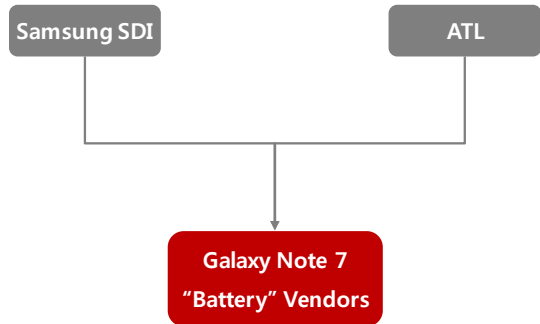 Samsung SDI
ATL
Galaxy Note 7
“Battery” Vendors